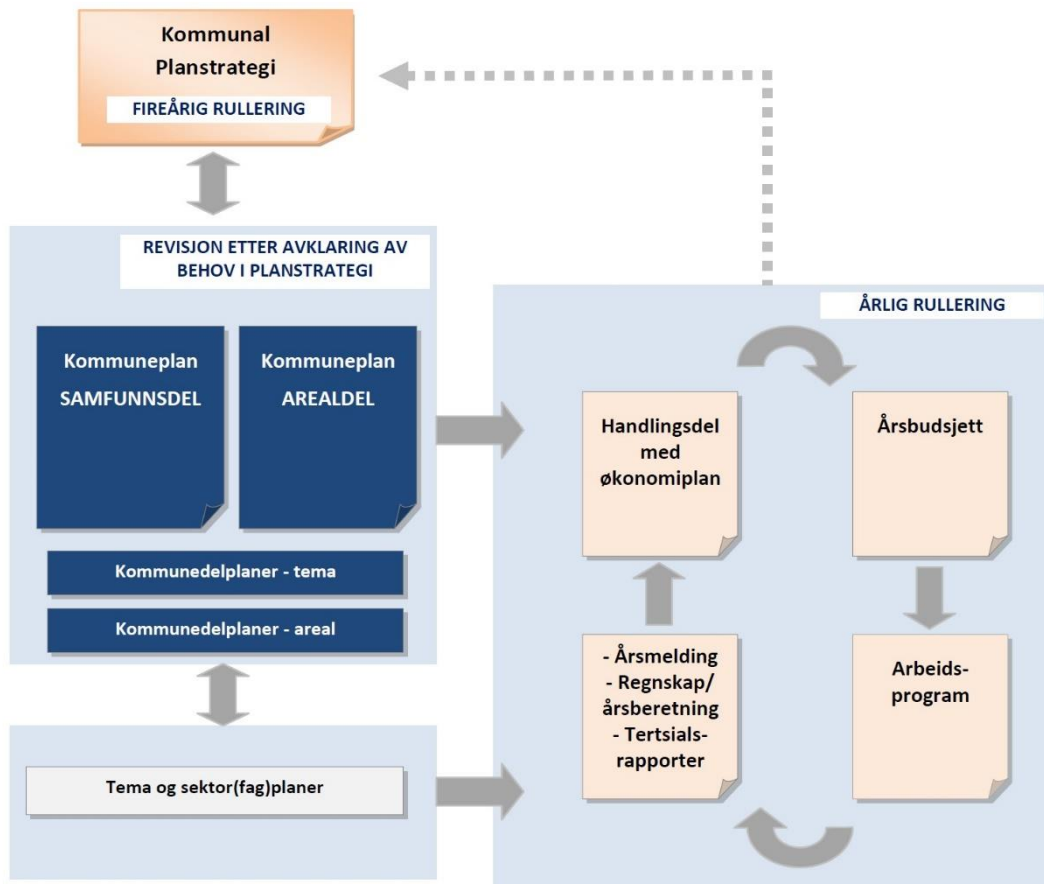 Kommunal
Planstrategi
FIREÅRIG RULLERING
REVISJON ETTER AVKLARING AV
BEHOV I PLANSTRATEGI
Kommuneplan
SAMFUNNSDEL
Kommuneplan
AREALDEL
Kommunedelplaner - tema
Kommunedelplaner - areal
Tema og sektor(fag)planer
ÅRLIG RULLERING
Handlingsdel
med
økonomiplan
Årsbudsjett
- Årsmelding
- Regnskap/
årsberetning
- Tertsials-
rapporter
Arbeids-
program